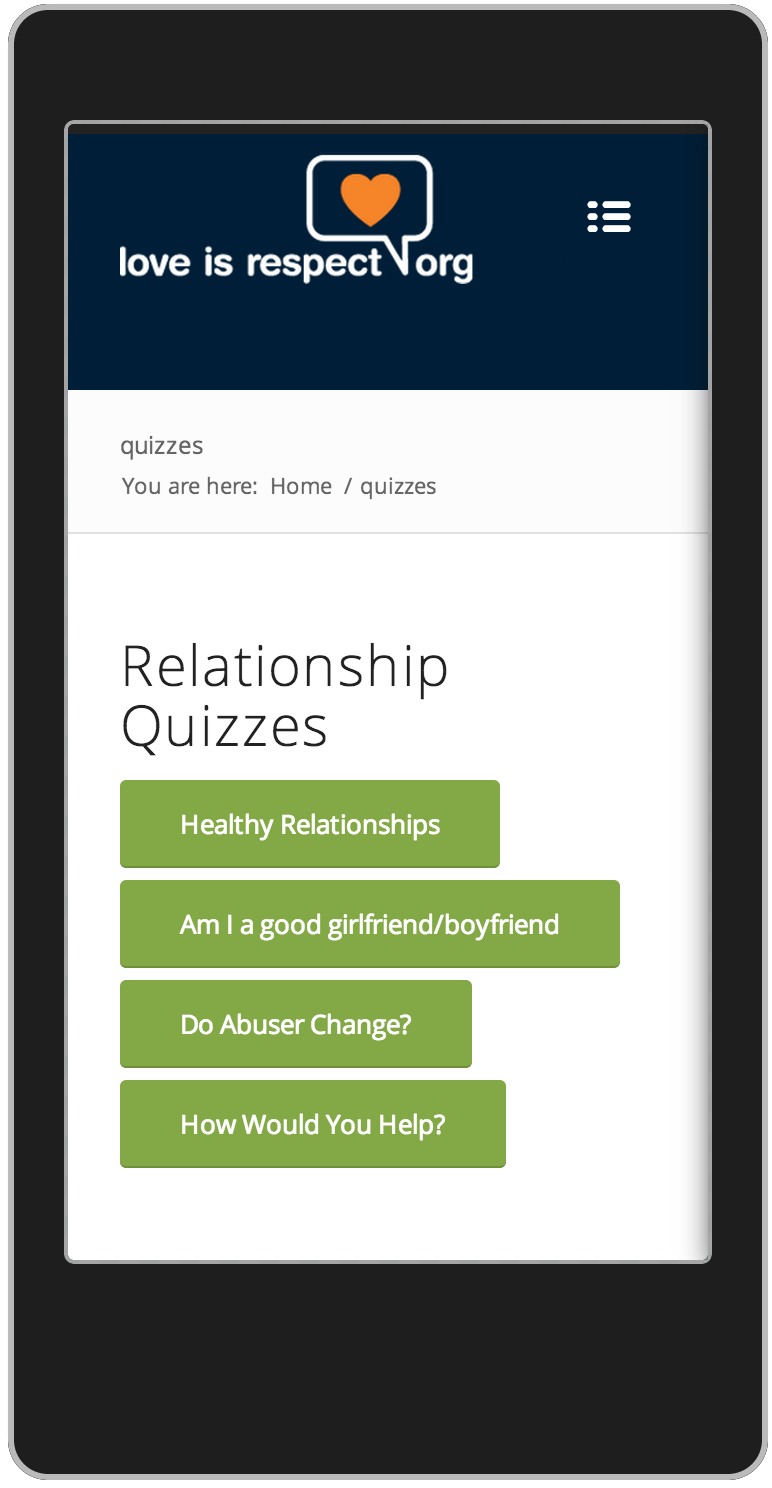 love is respect org
quizzes
You are here: Home / quizzes
Relationship
Quizzes
Healthy Relationships
Am I a good girlfriend/boyfriend
Do Abuser Change?
How Would You Help?